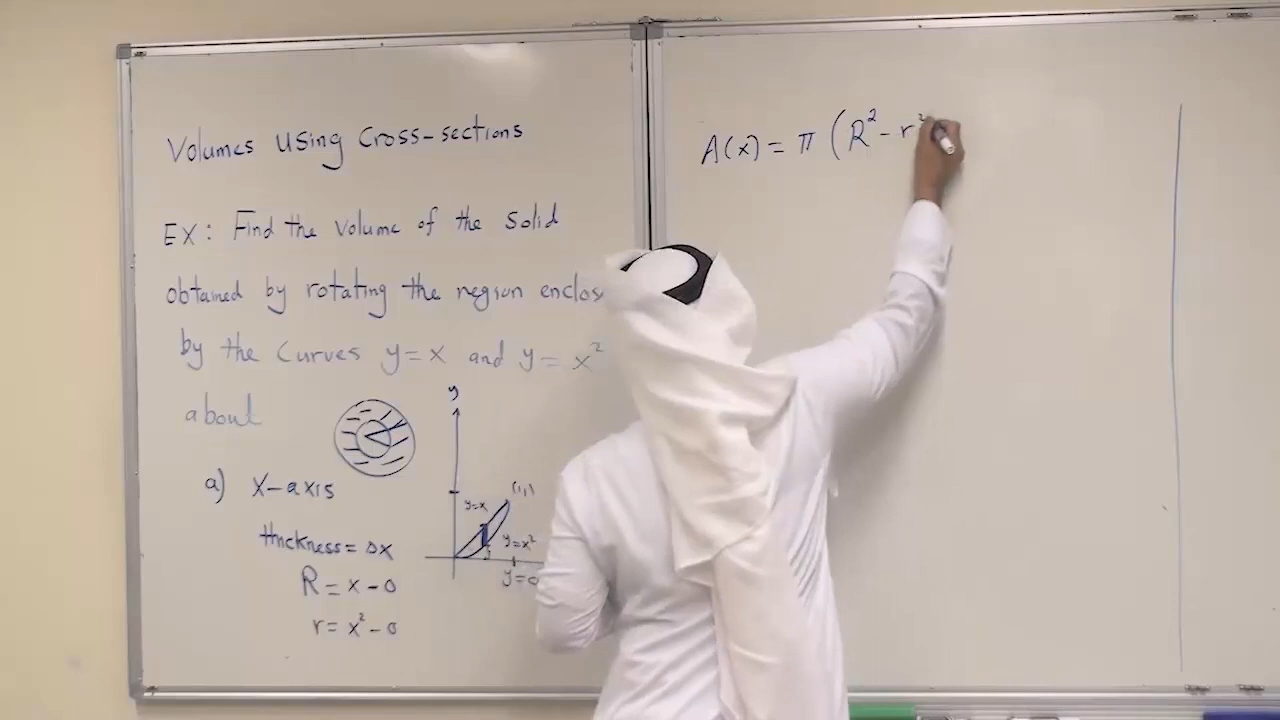 Volumes Using Cross-sections
EX: Find the volume of the solid
obtained by rotating the region enclos
by the curves y=x and y= x²
about
a) x-axis
thickness = Δx
R = x-0
r = x²-0
y
(1,1)
y=x
y=x²
A(x) = π (R² - r²